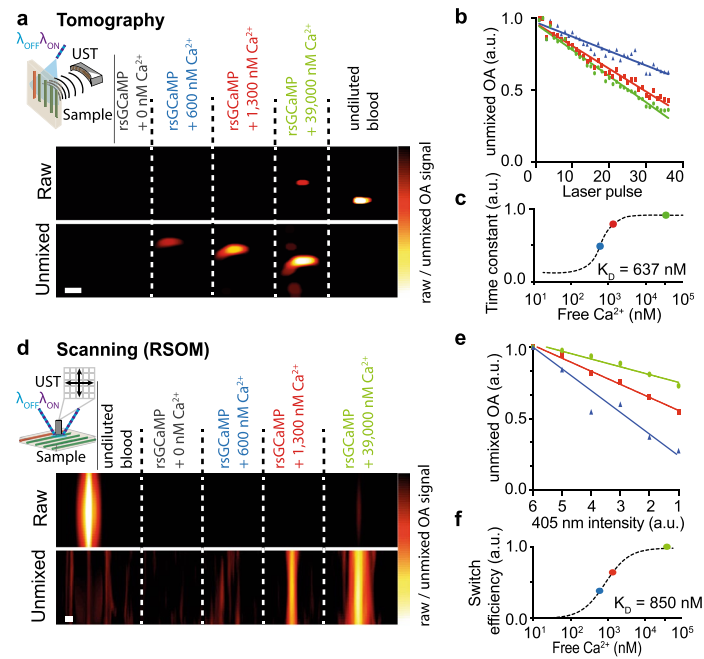 a Tomography
λOFF λON
UST
Sample
rsGCaMP
+ 0 nM Ca2+
rsGCaMP
+ 600 nM Ca2+
rsGCaMP
+ 1,300 nM Ca2+
rsGCaMP
+ 39,000 nM Ca2+
undiluted
blood
Raw
Unmixed
raw / unmixed OA signal
b
unmixed OA (a.u.)
1.0
0.5
0.0
0 10 20 30 40
Laser pulse
c
Time constant (a.u.)
1.0
0.0
KD = 637 nM
10¹ 10² 10³ 10⁴ 10⁵
Free Ca2+ (nM)
d Scanning (RSOM)
UST
λOFF λON
Sample
undiluted
blood
rsGCaMP
+ 0 nM Ca2+
rsGCaMP
+ 600 nM Ca2+
rsGCaMP
+ 1,300 nM Ca2+
rsGCaMP
+ 39,000 nM Ca2+
Raw
Unmixed
raw / unmixed OA signal
e
unmixed OA (a.u.)
1.0
0.5
0.0
6 5 4 3 2 1
405 nm intensity (a.u.)
f
Switch
efficiency (a.u.)
1.0
0.0
KD = 850 nM
10¹ 10² 10³ 10⁴ 10⁵
Free Ca2+ (nM)